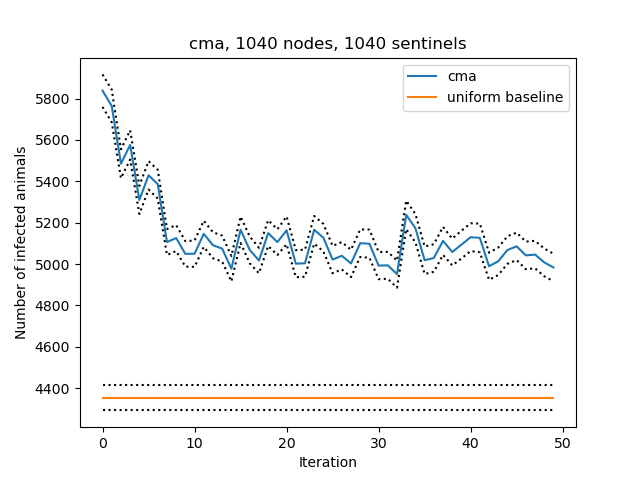 cma, 1040 nodes, 1040 sentinels
cma
uniform baseline
Number of infected animals
5800
5600
5400
5200
5000
4800
4600
4400
0 10 20 30 40 50
Iteration